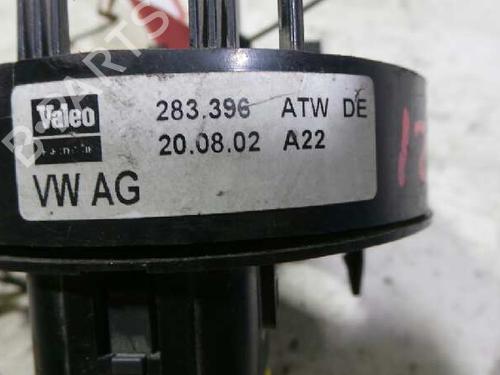 Valeo
283.396 ATW DE
20.08.02 A22
VW AG
B-PARTS